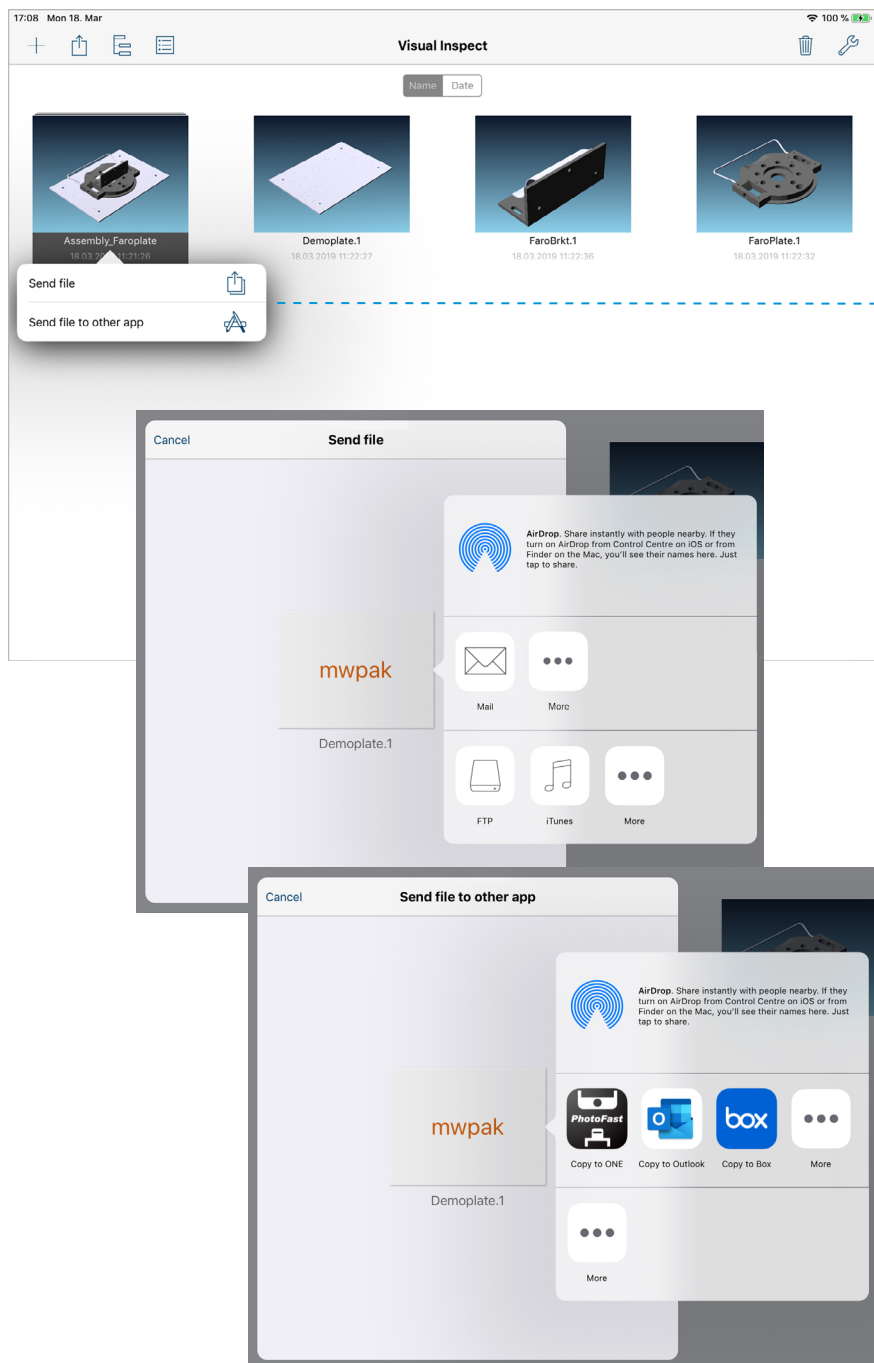 17:08 Mon 18. Mar
100 %
Visual Inspect
Name Date
Assembly_Faroplate
Demoplate.1
18.03.2019 11:22:27
FaroBrkt.1
18.03.2019 11:22:36
FaroPlate.1
18.03.2019 11:22:32
18.03.20 11:21:26
Send file
Send file to other app
Cancel
Send file
AirDrop. Share instantly with people nearby. If they
turn on AirDrop from Control Centre on iOS or from
Finder on the Mac, you'll see their names here. Just
tap to share.
mwpak
Demoplate.1
Mail
More
FTP
iTunes
More
Cancel
Send file to other app
AirDrop. Share instantly with people nearby. If they
turn on AirDrop from Control Centre on iOS or from
Finder on the Mac, you'll see their names here. Just
tap to share.
mwpak
Demoplate.1
PhotoFast
O
box
Copy to ONE
Copy to Outlook
Copy to Box
More
More